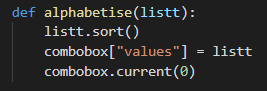 def alphabetise(listt):
    listt.sort()
    combobox["values"] = listt
    combobox.current(0)